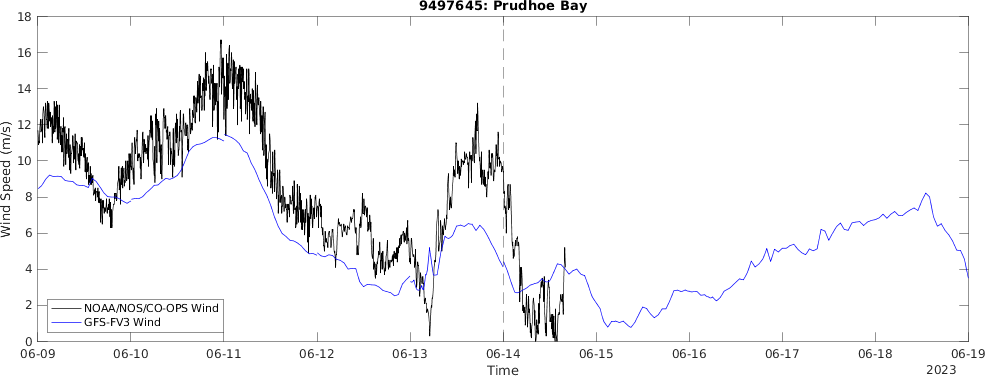 9497645: Prudhoe Bay
Wind Speed (m/s)
18
16
14
12
10
8
6
4
2
0
NOAA/NOS/CO-OPS Wind
GFS-FV3 Wind
06-09 06-10 06-11 06-12 06-13 06-14 06-15 06-16 06-17 06-18 06-19
Time
2023